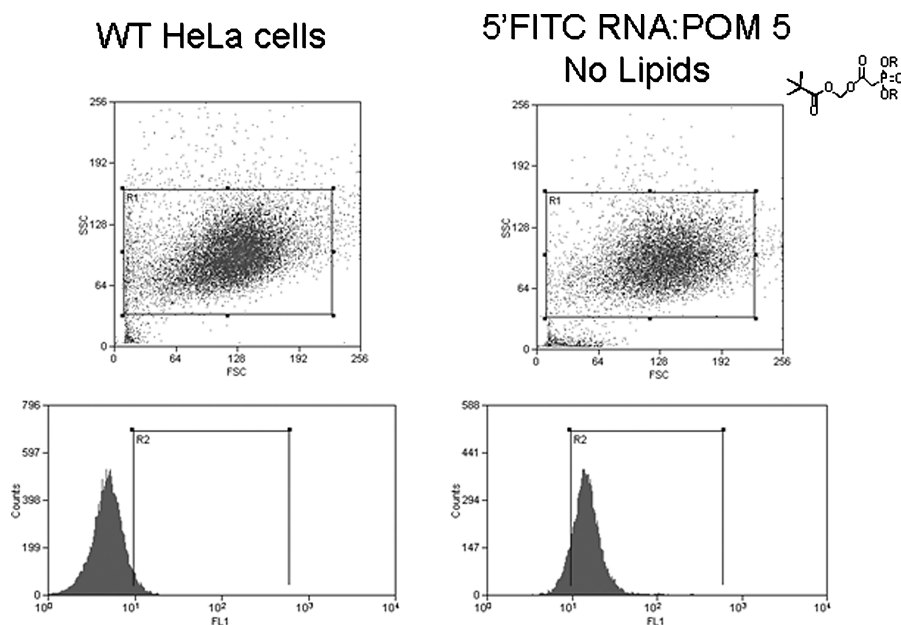 WT HeLa cells
5'FITC RNA:POM 5
No Lipids
O
O
O
O
OR
P=O
OR
256
192
128
64
0
SSC
R1
0 64 128 192 256
FSC
256
192
128
64
0
SSC
R1
0 64 128 192 256
FSC
796
597
398
199
0
Counts
R2
10⁰ 10¹ 10² 10³ 10⁴
FL1
588
441
294
147
0
Counts
R2
10⁰ 10¹ 10² 10³ 10⁴
FL1